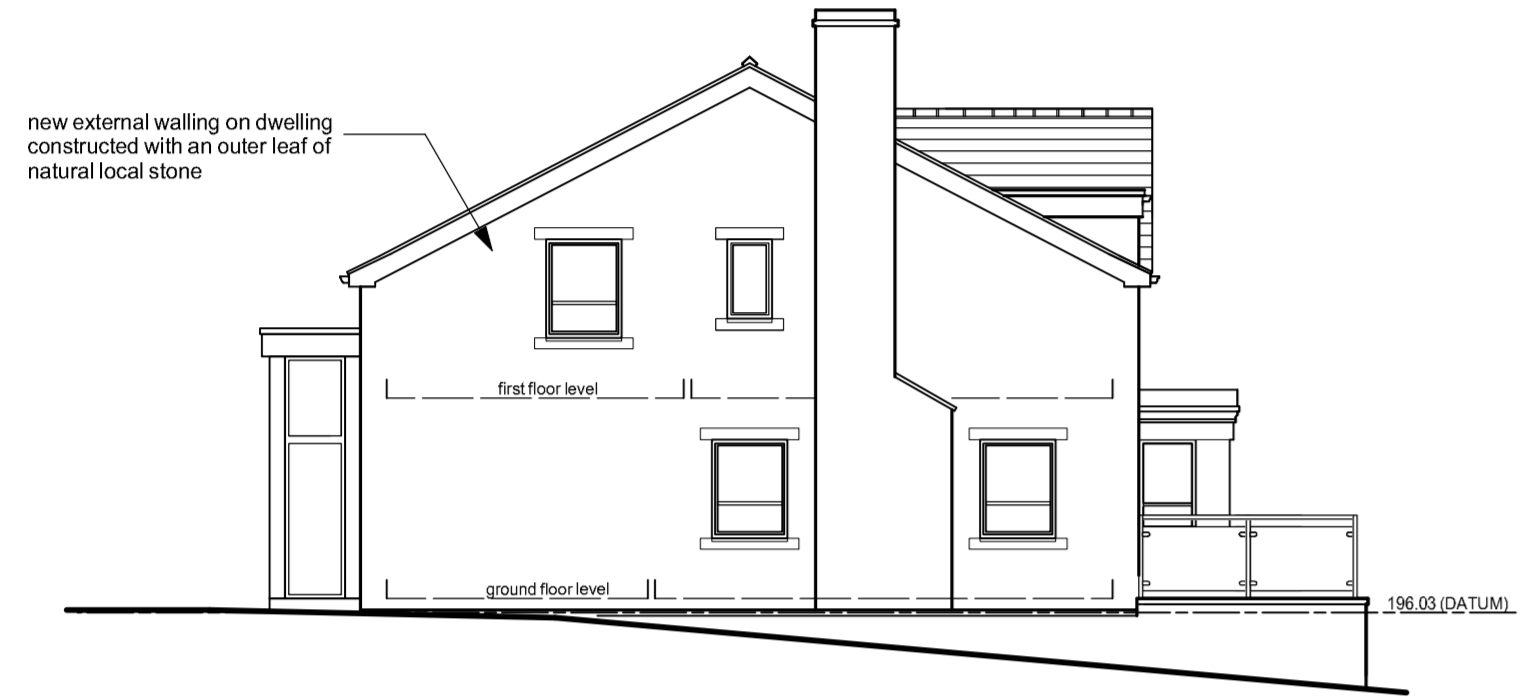 new external walling on dwelling
constructed with an outer leaf of
natural local stone
first floor level
ground floor level
196.03 (DATUM)